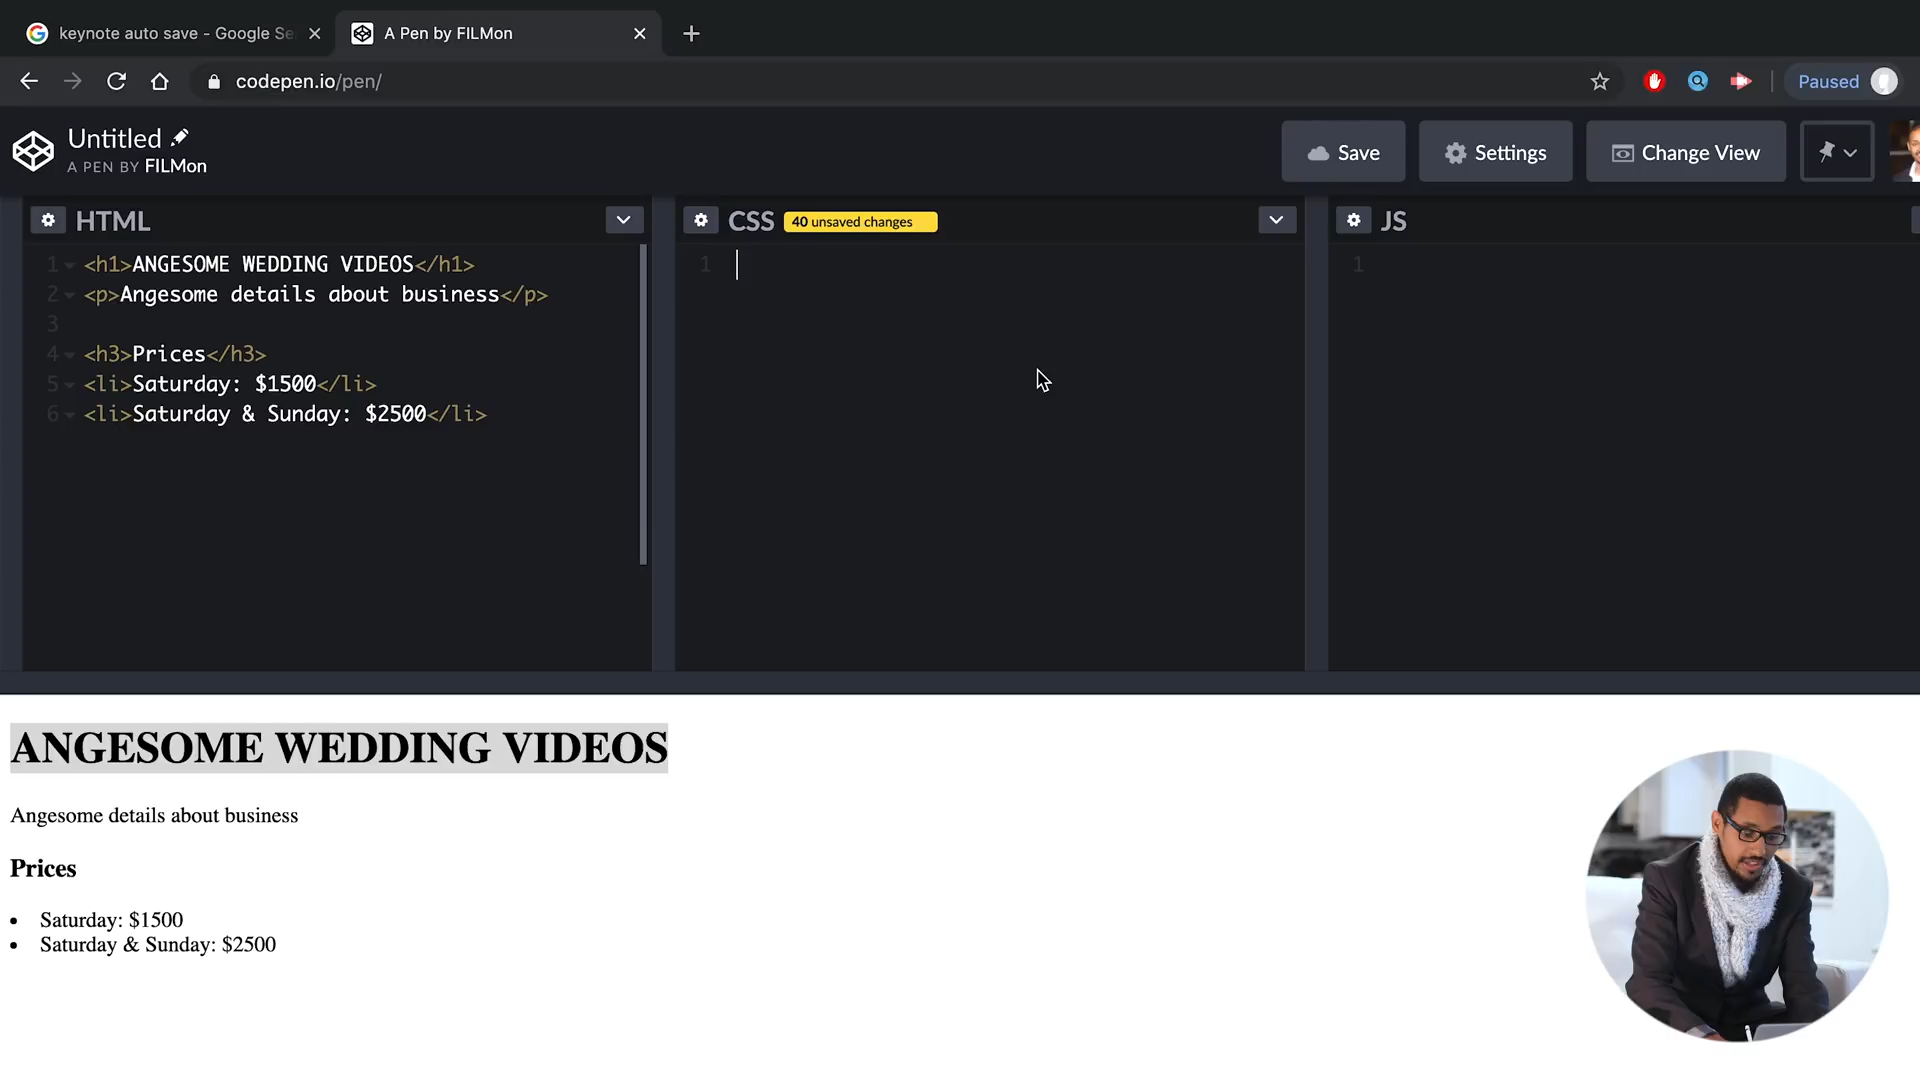 keynote auto save - Google Se
A Pen by FILMon
codepen.io/pen/
Paused
Untitled
A PEN BY FILMon
Save
Settings
Change View
HTML
CSS
40 unsaved changes
JS
1 <h1>ANGESOME WEDDING VIDEOS</h1>
2 <p>Angesome details about business</p>
3
4 <h3>Prices</h3>
5 <li>Saturday: $1500</li>
6 <li>Saturday & Sunday: $2500</li>
1
1
ANGESOME WEDDING VIDEOS
Angesome details about business
Prices
• Saturday: $1500
• Saturday & Sunday: $2500